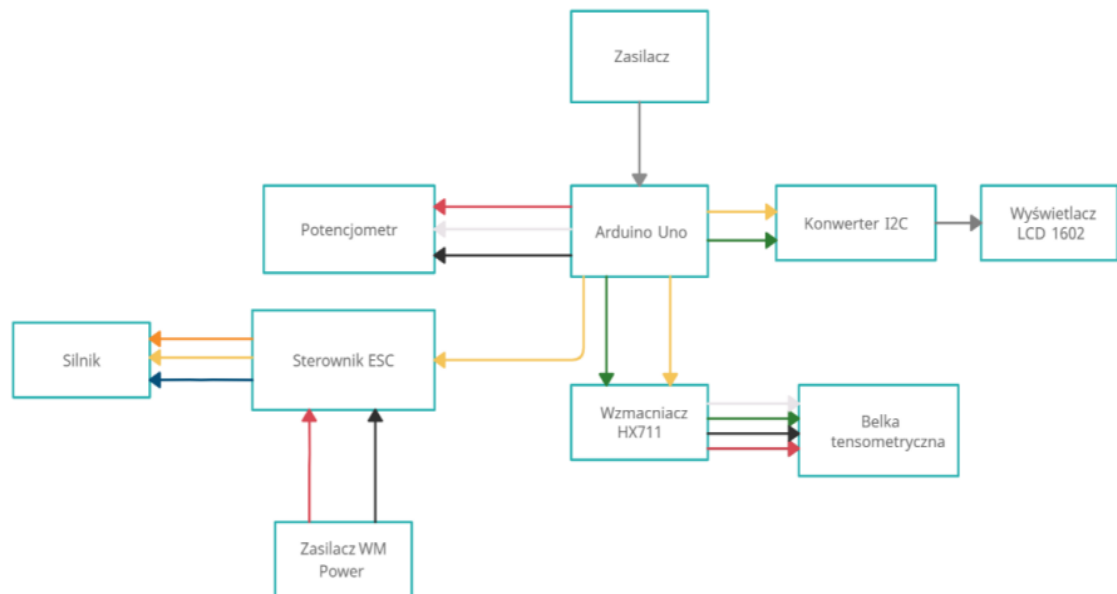 Zasilacz
Potencjometr
Arduino Uno
Konwerter I2C
Wyświetlacz
LCD 1602
Silnik
Sterownik ESC
Wzmacniacz
HX711
Belka
tensometryczna
Zasilacz WM
Power